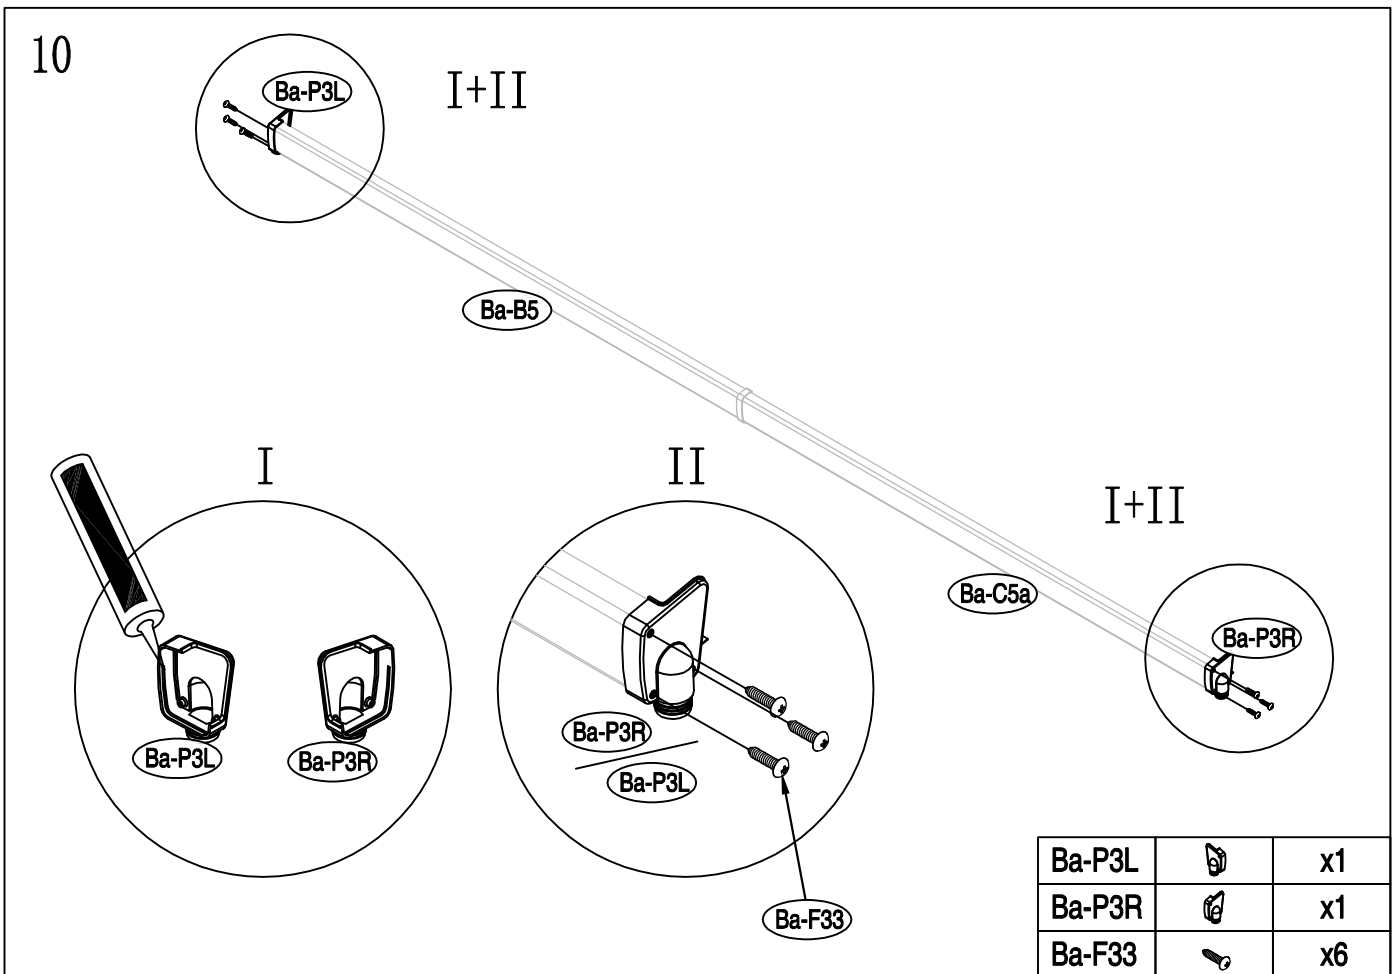 10
Ba-P3L
I+II
Ba-B5
I
II
I+II
Ba-C5a
Ba-P3R
Ba-P3L
Ba-P3R
Ba-P3R
Ba-P3L
Ba-F33
Ba-P3L x1
Ba-P3R x1
Ba-F33 x6